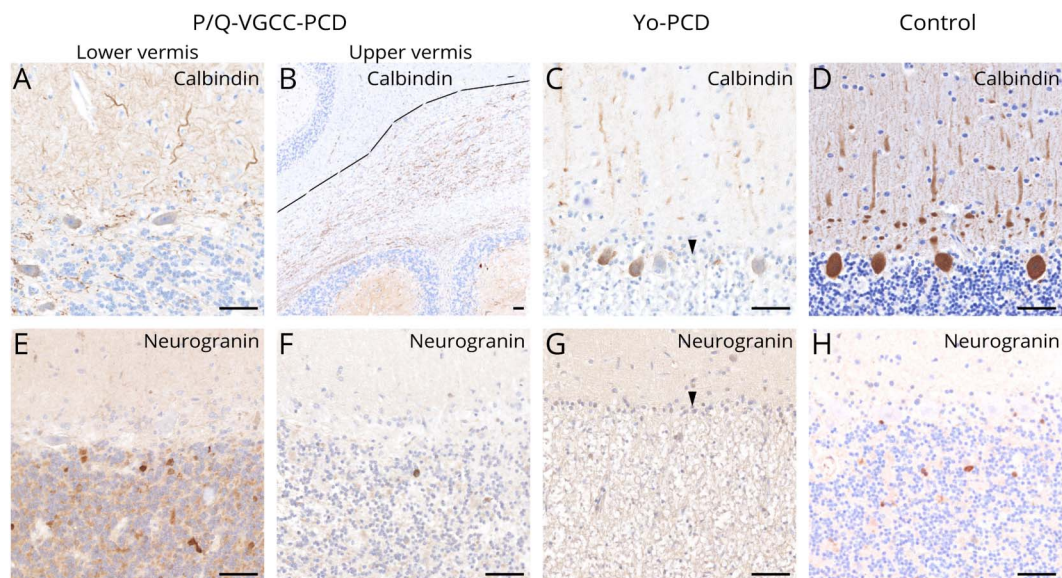 P/Q-VGCC-PCD Yo-PCD Control
Lower vermis Upper vermis
A Calbindin B Calbindin C Calbindin D Calbindin
E Neurogranin F Neurogranin G Neurogranin H Neurogranin